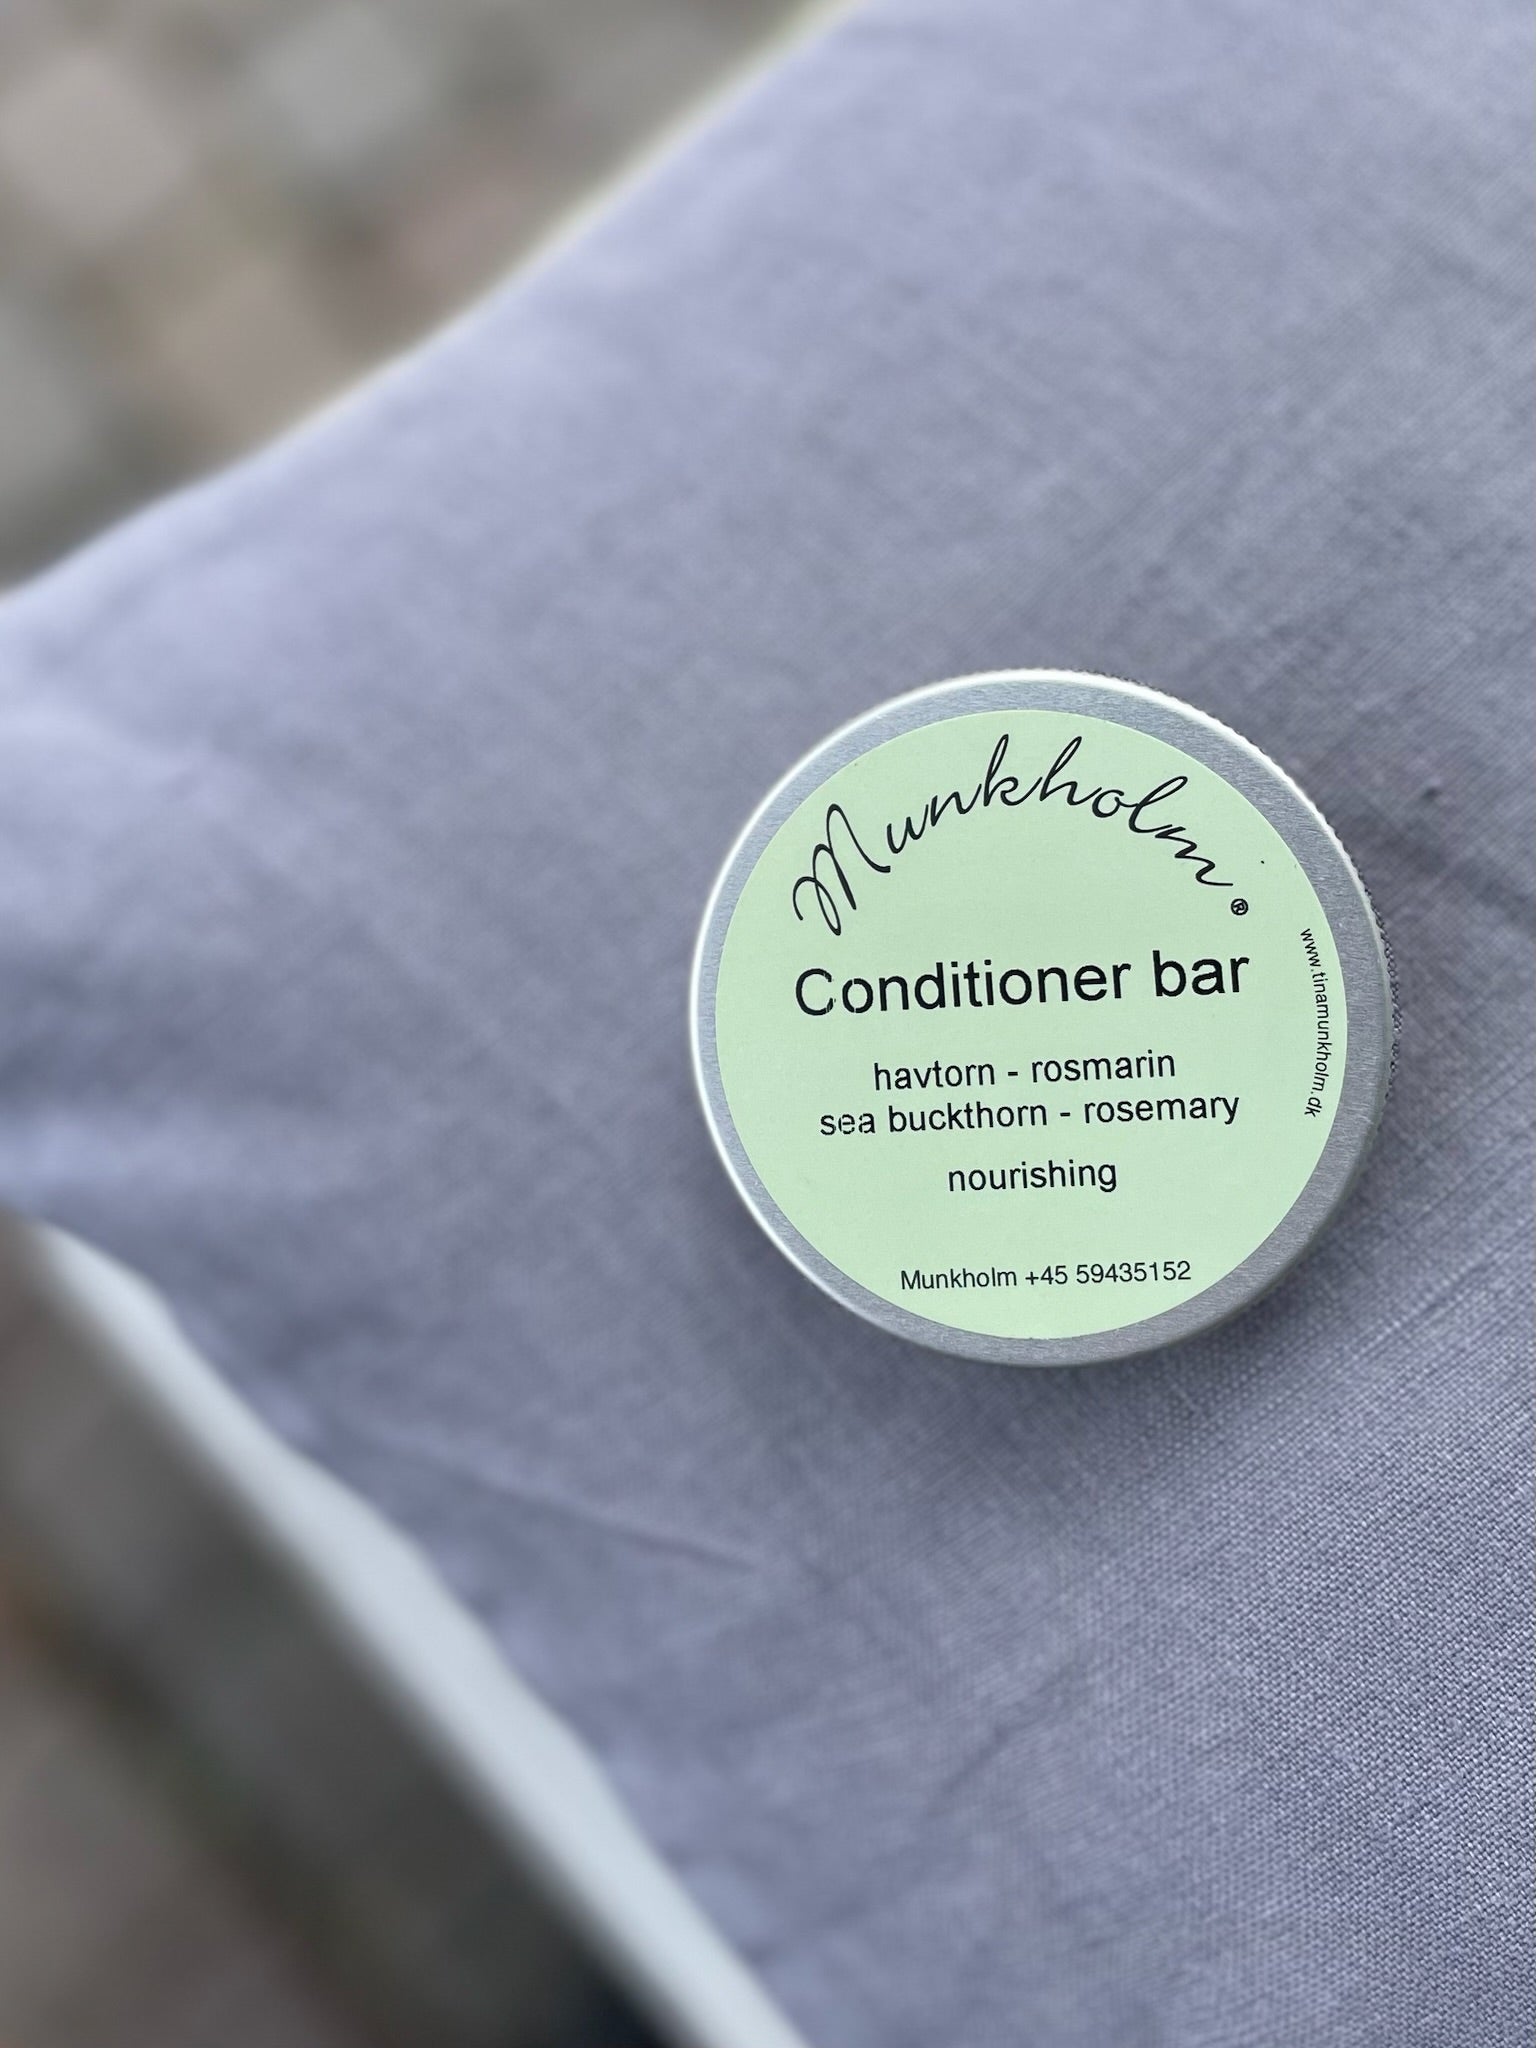 Munkholm®
Conditioner bar
havtorn - rosmarin
sea buckthorn - rosemary
nourishing
Munkholm +45 59435152
www.tinamunkholm.dk